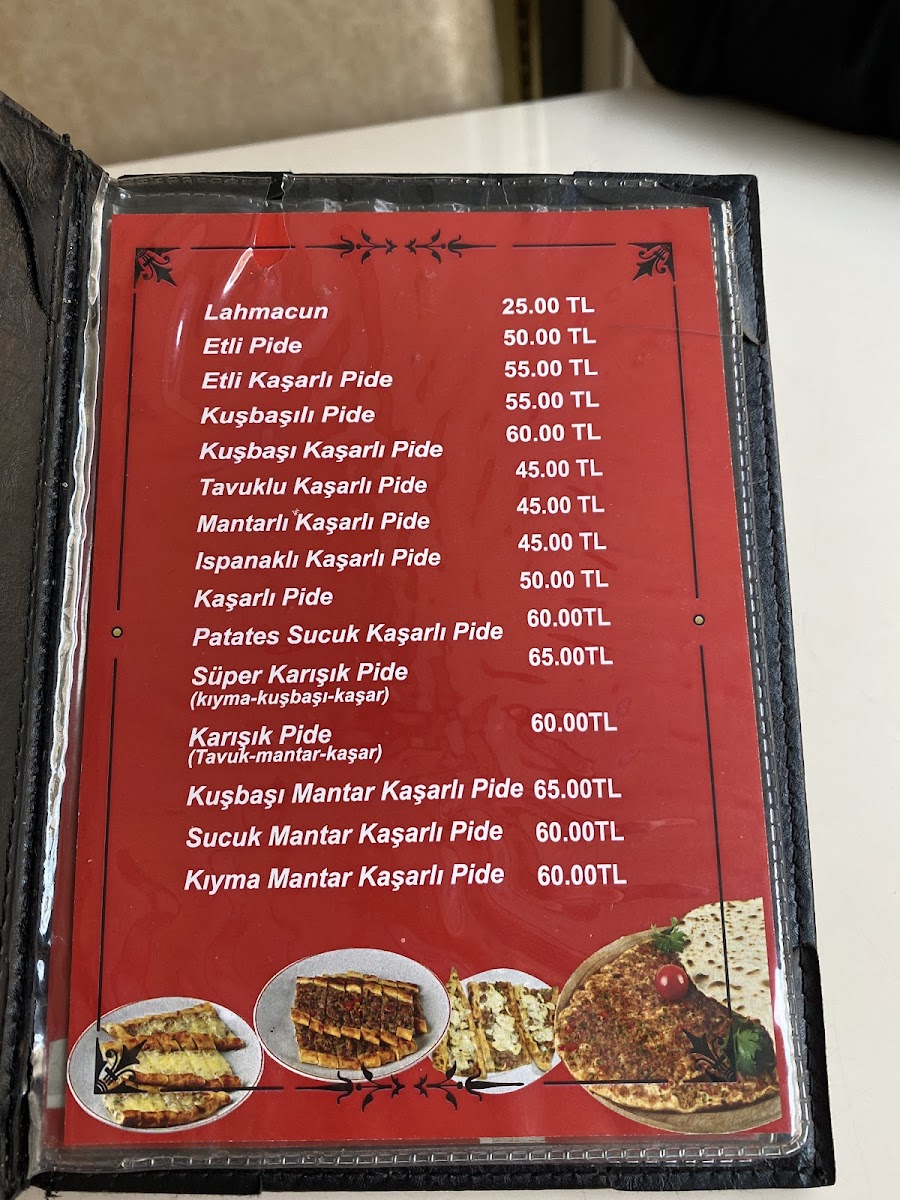 Lahmacun 25.00 TL
Etli Pide 50.00 TL
Etli Kaşarlı Pide 55.00 TL
Kuşbaşılı Pide 55.00 TL
Kuşbaşı Kaşarlı Pide 60.00 TL
Tavuklu Kaşarlı Pide 45.00 TL
Mantarlı Kaşarlı Pide 45.00 TL
Ispanaklı Kaşarlı Pide 45.00 TL
Kaşarlı Pide 50.00 TL
Patates Sucuk Kaşarlı Pide 60.00TL
Süper Karışık Pide 65.00TL
(kıyma-kuşbaşı-kaşar)
Karışık Pide 60.00TL
(Tavuk-mantar-kaşar)
Kuşbaşı Mantar Kaşarlı Pide 65.00TL
Sucuk Mantar Kaşarlı Pide 60.00TL
Kıyma Mantar Kaşarlı Pide 60.00TL